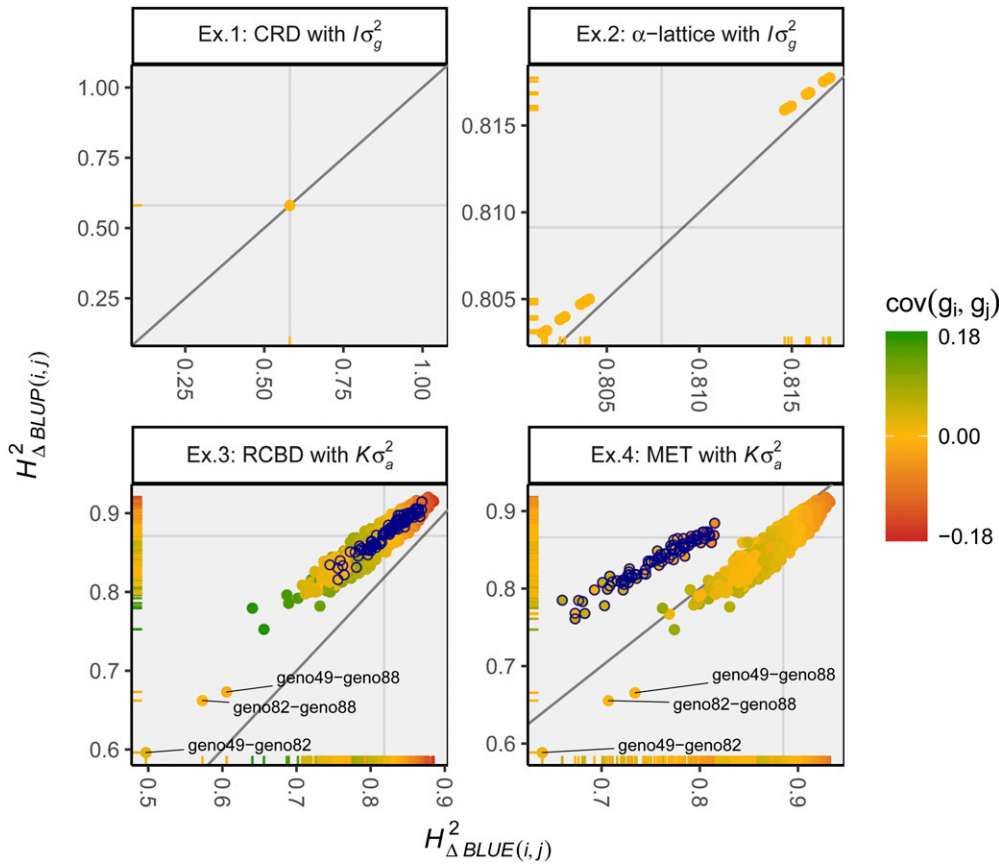 Ex.1: CRD with Iσ²g
Ex.2: α−lattice with Iσ²g
1.00
0.75
0.50
0.25
0.815
0.810
0.805
0.25
0.50
0.75
1.00
0.805
0.810
0.815
cov(gᵢ, gⱼ)
0.18
0.00
−0.18
H²Δ BLUP(i,j)
Ex.3: RCBD with Kσ²a
Ex.4: MET with Kσ²a
0.9
0.8
0.7
0.6
geno49−geno88
geno82−geno88
geno49−geno82
0.9
0.8
0.7
0.6
geno49−geno88
geno82−geno88
geno49−geno82
0.5
0.6
0.7
0.8
0.9
0.7
0.8
0.9
H²Δ BLUE(i,j)